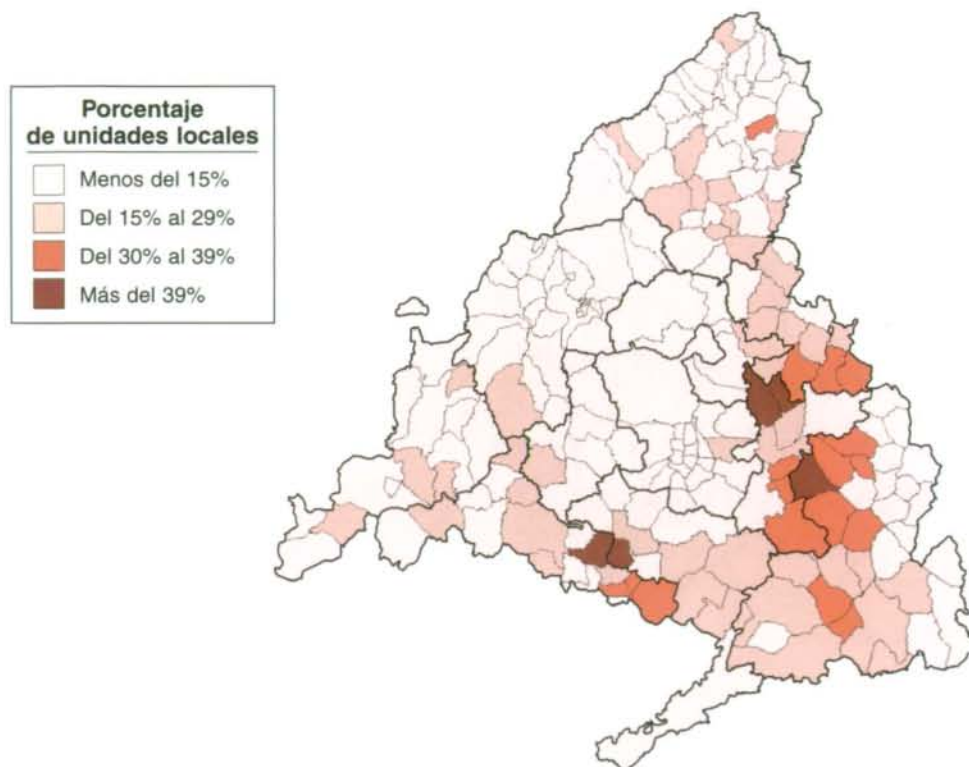 Porcentaje
de unidades locales
Menos del 15%
Del 15% al 29%
Del 30% al 39%
Más del 39%